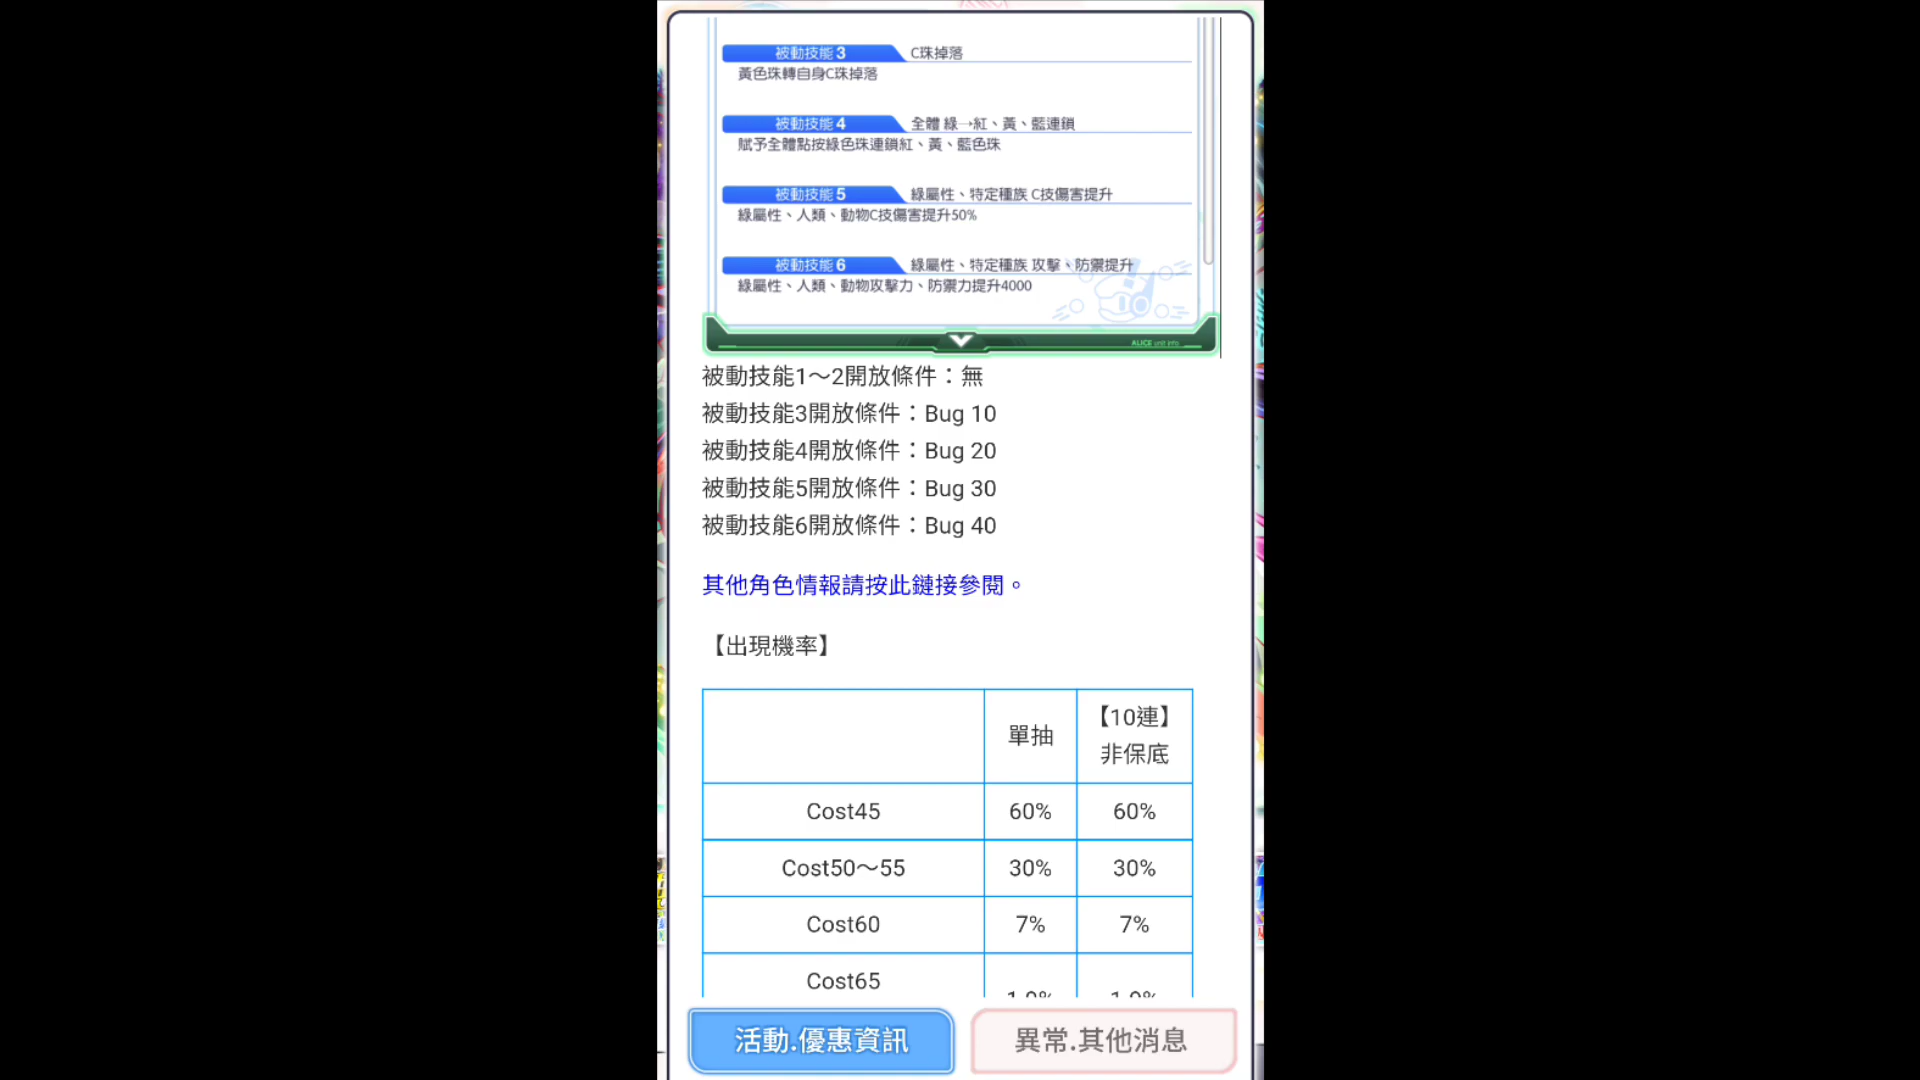 被動技能 3 C珠掉落
黃色珠轉自身C珠掉落
被動技能 4 全體 綠→紅、黃、藍連鎖
賦予全體點按綠色珠連鎖紅、黃、藍色珠
被動技能 5 綠屬性、特定種族 C技傷害提升
綠屬性、人類、動物C技傷害提升50%
被動技能 6 綠屬性、特定種族 攻擊、防禦提升
綠屬性、人類、動物攻擊力、防禦力提升4000
ALICE unit info.
被動技能1～2開放條件：無
被動技能3開放條件：Bug 10
被動技能4開放條件：Bug 20
被動技能5開放條件：Bug 30
被動技能6開放條件：Bug 40
其他角色情報請按此鏈接參閱。
【出現機率】
單抽 【10連】
非保底
Cost45 60% 60%
Cost50～55 30% 30%
Cost60 7% 7%
Cost65
活動.優惠資訊 異常.其他消息